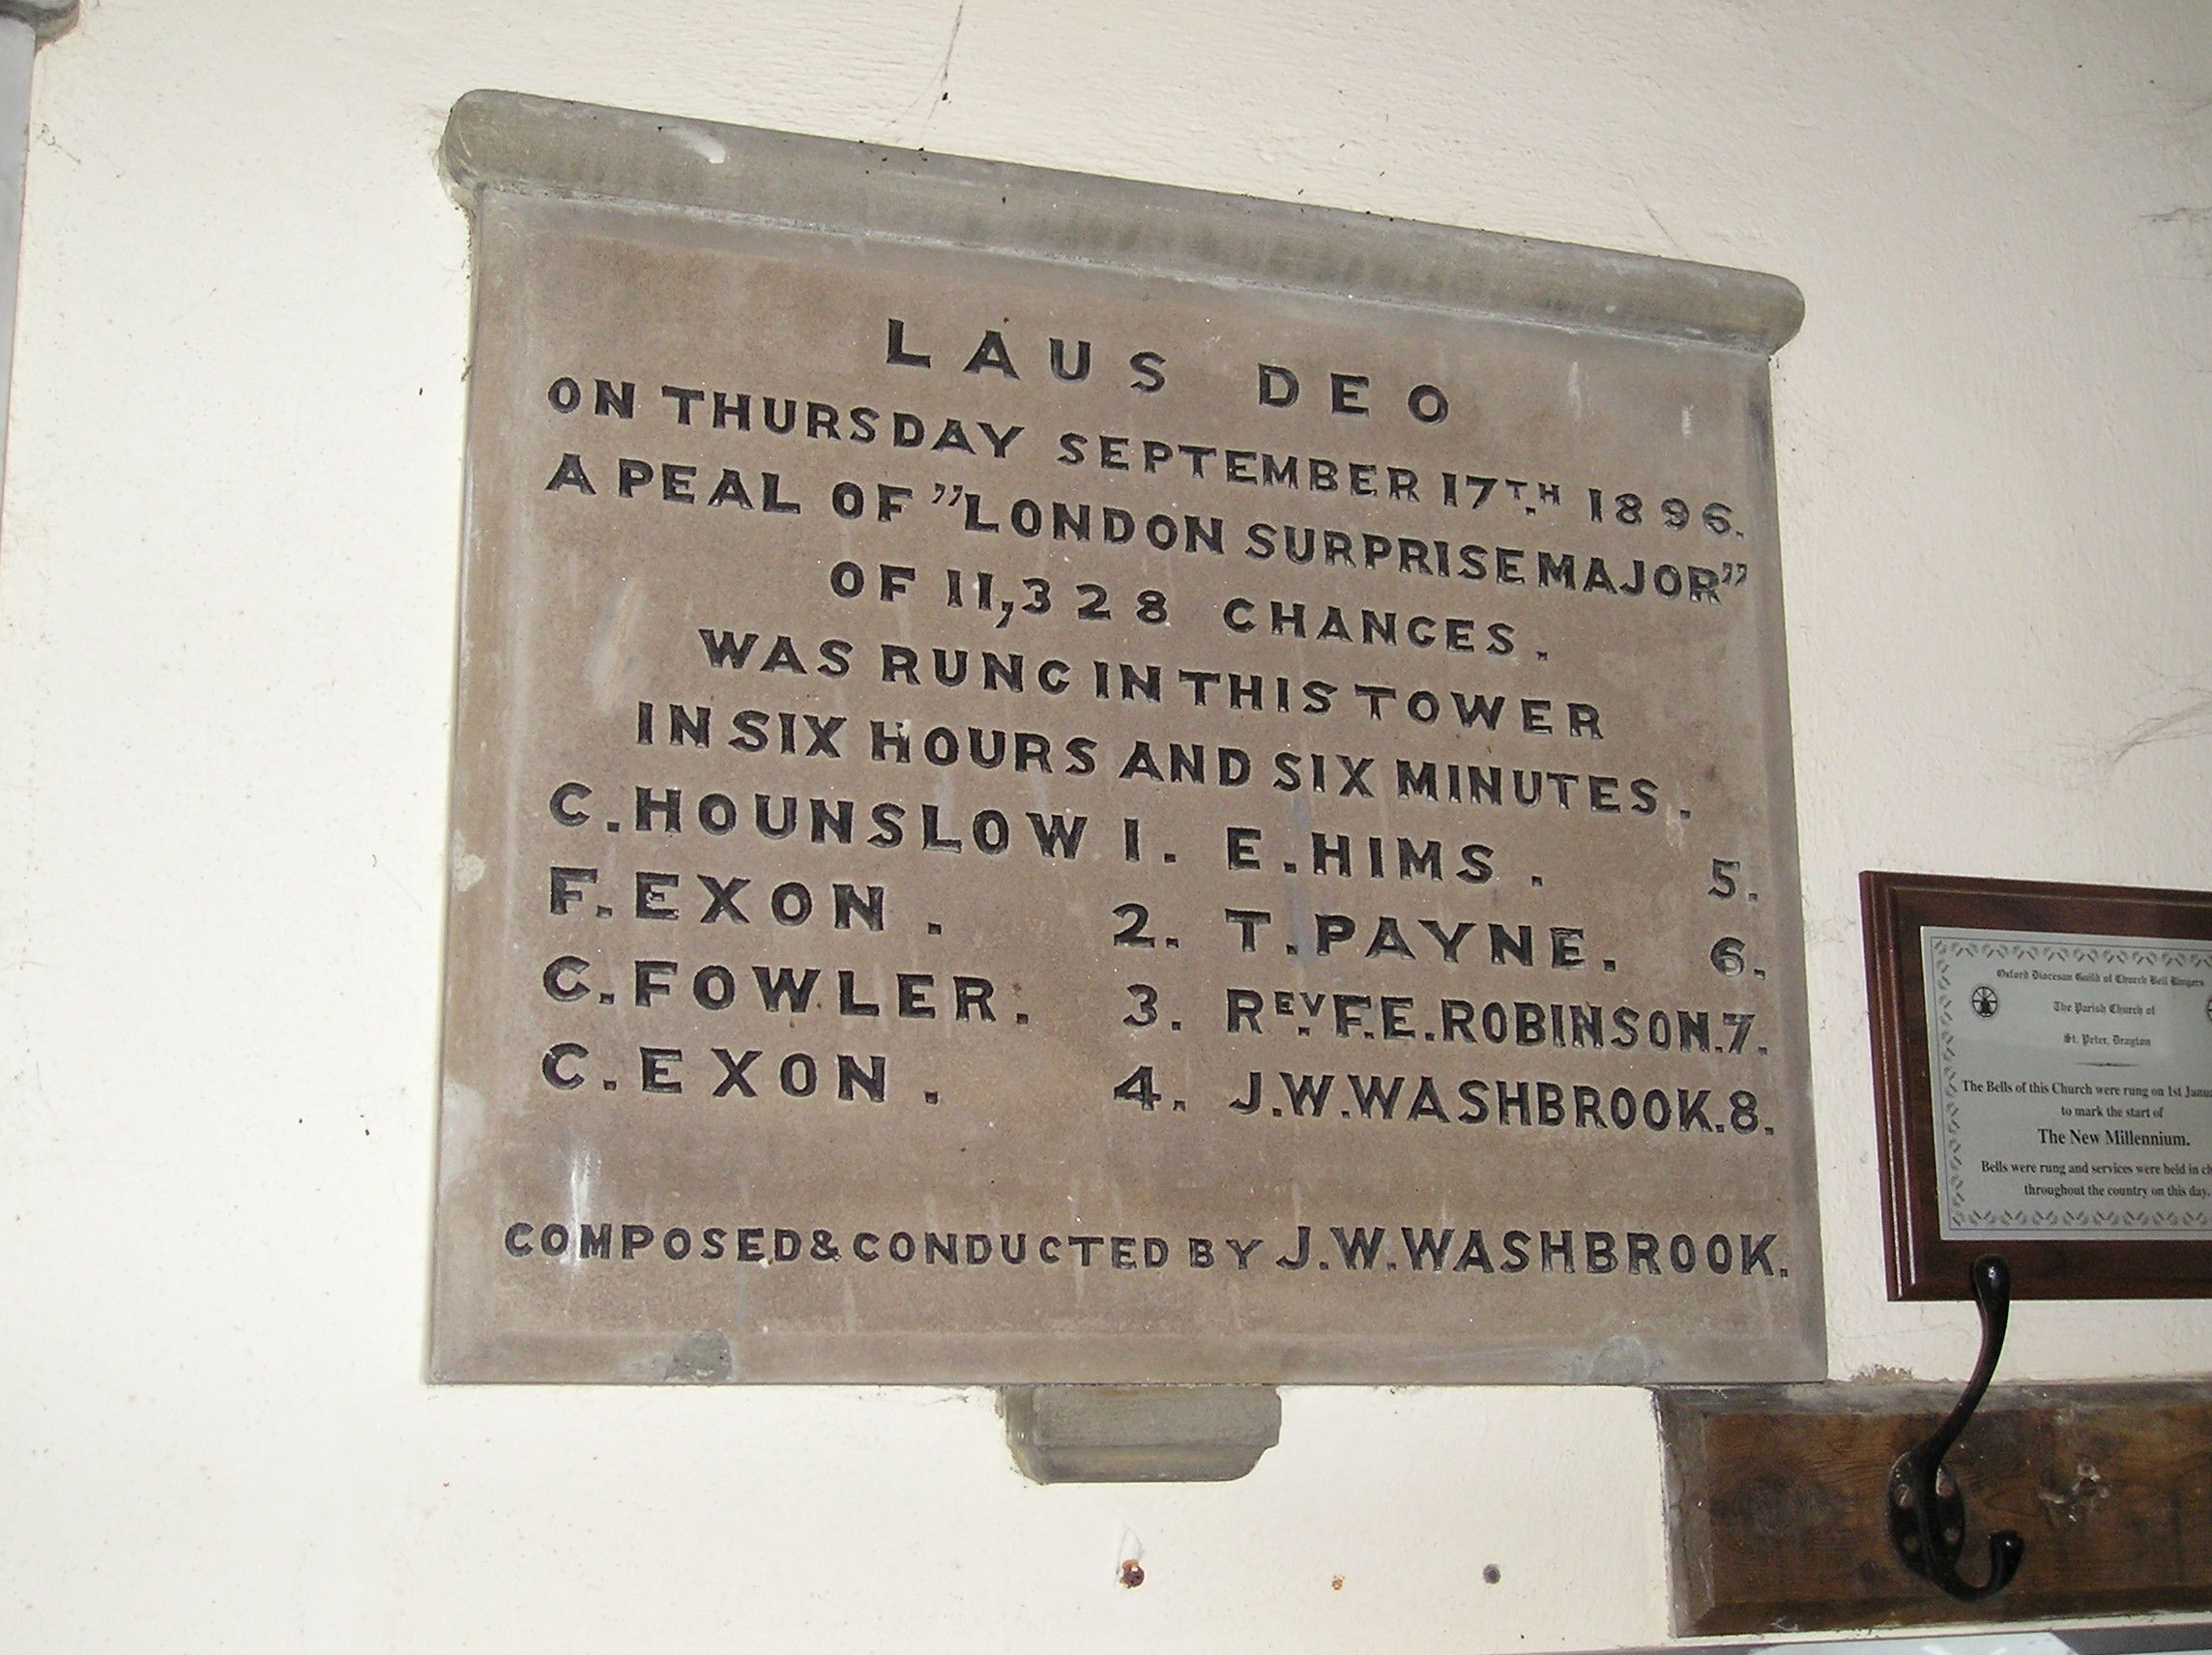 LAUS DEO
ON THURSDAY SEPTEMBER 17TH. 1896.
A PEAL OF "LONDON SURPRISE MAJOR"
OF 11,328 CHANGES.
WAS RUNG IN THIS TOWER
IN SIX HOURS AND SIX MINUTES.
C. HOUNSLOW 1. E. HIMS. 5.
F. EXON. 2. T. PAYNE. 6.
C. FOWLER. 3. REV. F.E. ROBINSON. 7.
C. EXON. 4. J.W. WASHBROOK. 8.
COMPOSED & CONDUCTED BY J.W. WASHBROOK.
Oxford Diocesan Guild of Church Bell Ringers
The Parish Church of
St. Peter, Drayton
The Bells of this Church were rung on 1st
to mark the start of
The New Millennium.
Bells were rung and services were held in
throughout the country on this day.